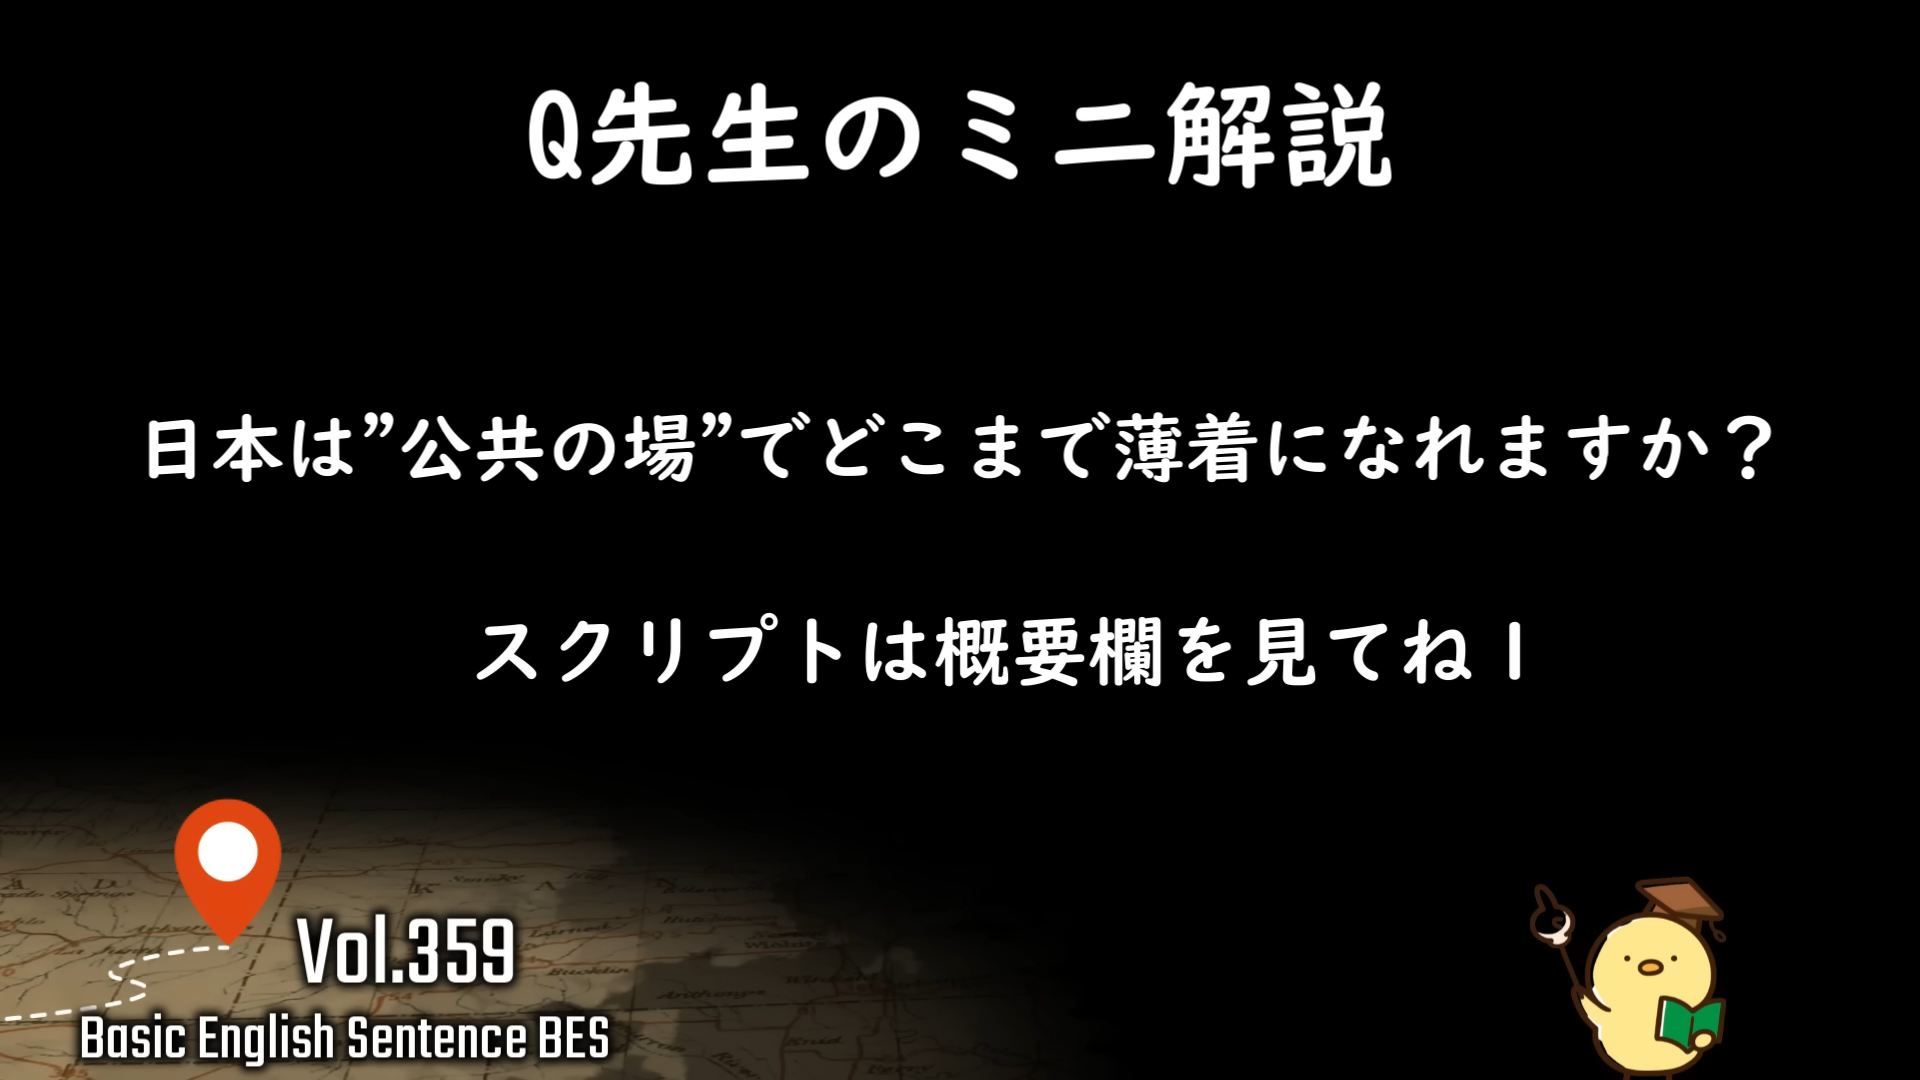 Q先生のミニ解説
日本は”公共の場”でどこまで薄着になれますか？
スクリプトは概要欄を見てね！
Vol.359
Basic English Sentence BES